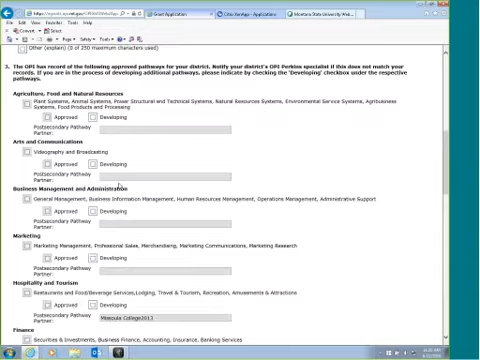 Grant Application
Citrix XenApp - Applications
Montana State University Web...
File Edit View Favorites Tools Help
Convert Select
Page Safety Tools
Other (explain) (0 of 250 maximum characters used)
3. The OPI has record of the following approved pathways for your district. Notify your district's OPI Perkins specialist if this does not match your
records. If you are in the process of developing additional pathways, please indicate by checking the 'Developing' checkbox under the respective
pathways.
Agriculture, Food and Natural Resources
Plant Systems, Animal Systems, Power Structural and Technical Systems, Natural Resources Systems, Environmental Service Systems, Agribusiness
Systems, Food Products and Processing
Approved Developing
Postsecondary Pathway
Partner:
Arts and Communications
Videography and Broadcasting
Approved Developing
Postsecondary Pathway
Partner:
Business Management and Administration
General Management, Business Information Management, Human Resources Management, Operations Management, Administrative Support
Approved Developing
Postsecondary Pathway
Partner:
Marketing
Marketing Management, Professional Sales, Merchandising, Marketing Communications, Marketing Research
Approved Developing
Postsecondary Pathway
Partner:
Hospitality and Tourism
Restaurants and Food/Beverage Services,Lodging, Travel & Tourism, Recreation, Amusements & Attractions
Approved Developing
Postsecondary Pathway
Partner:
Missoula College2013
Finance
Securities & Investments, Business Finance, Accounting, Insurance, Banking Services